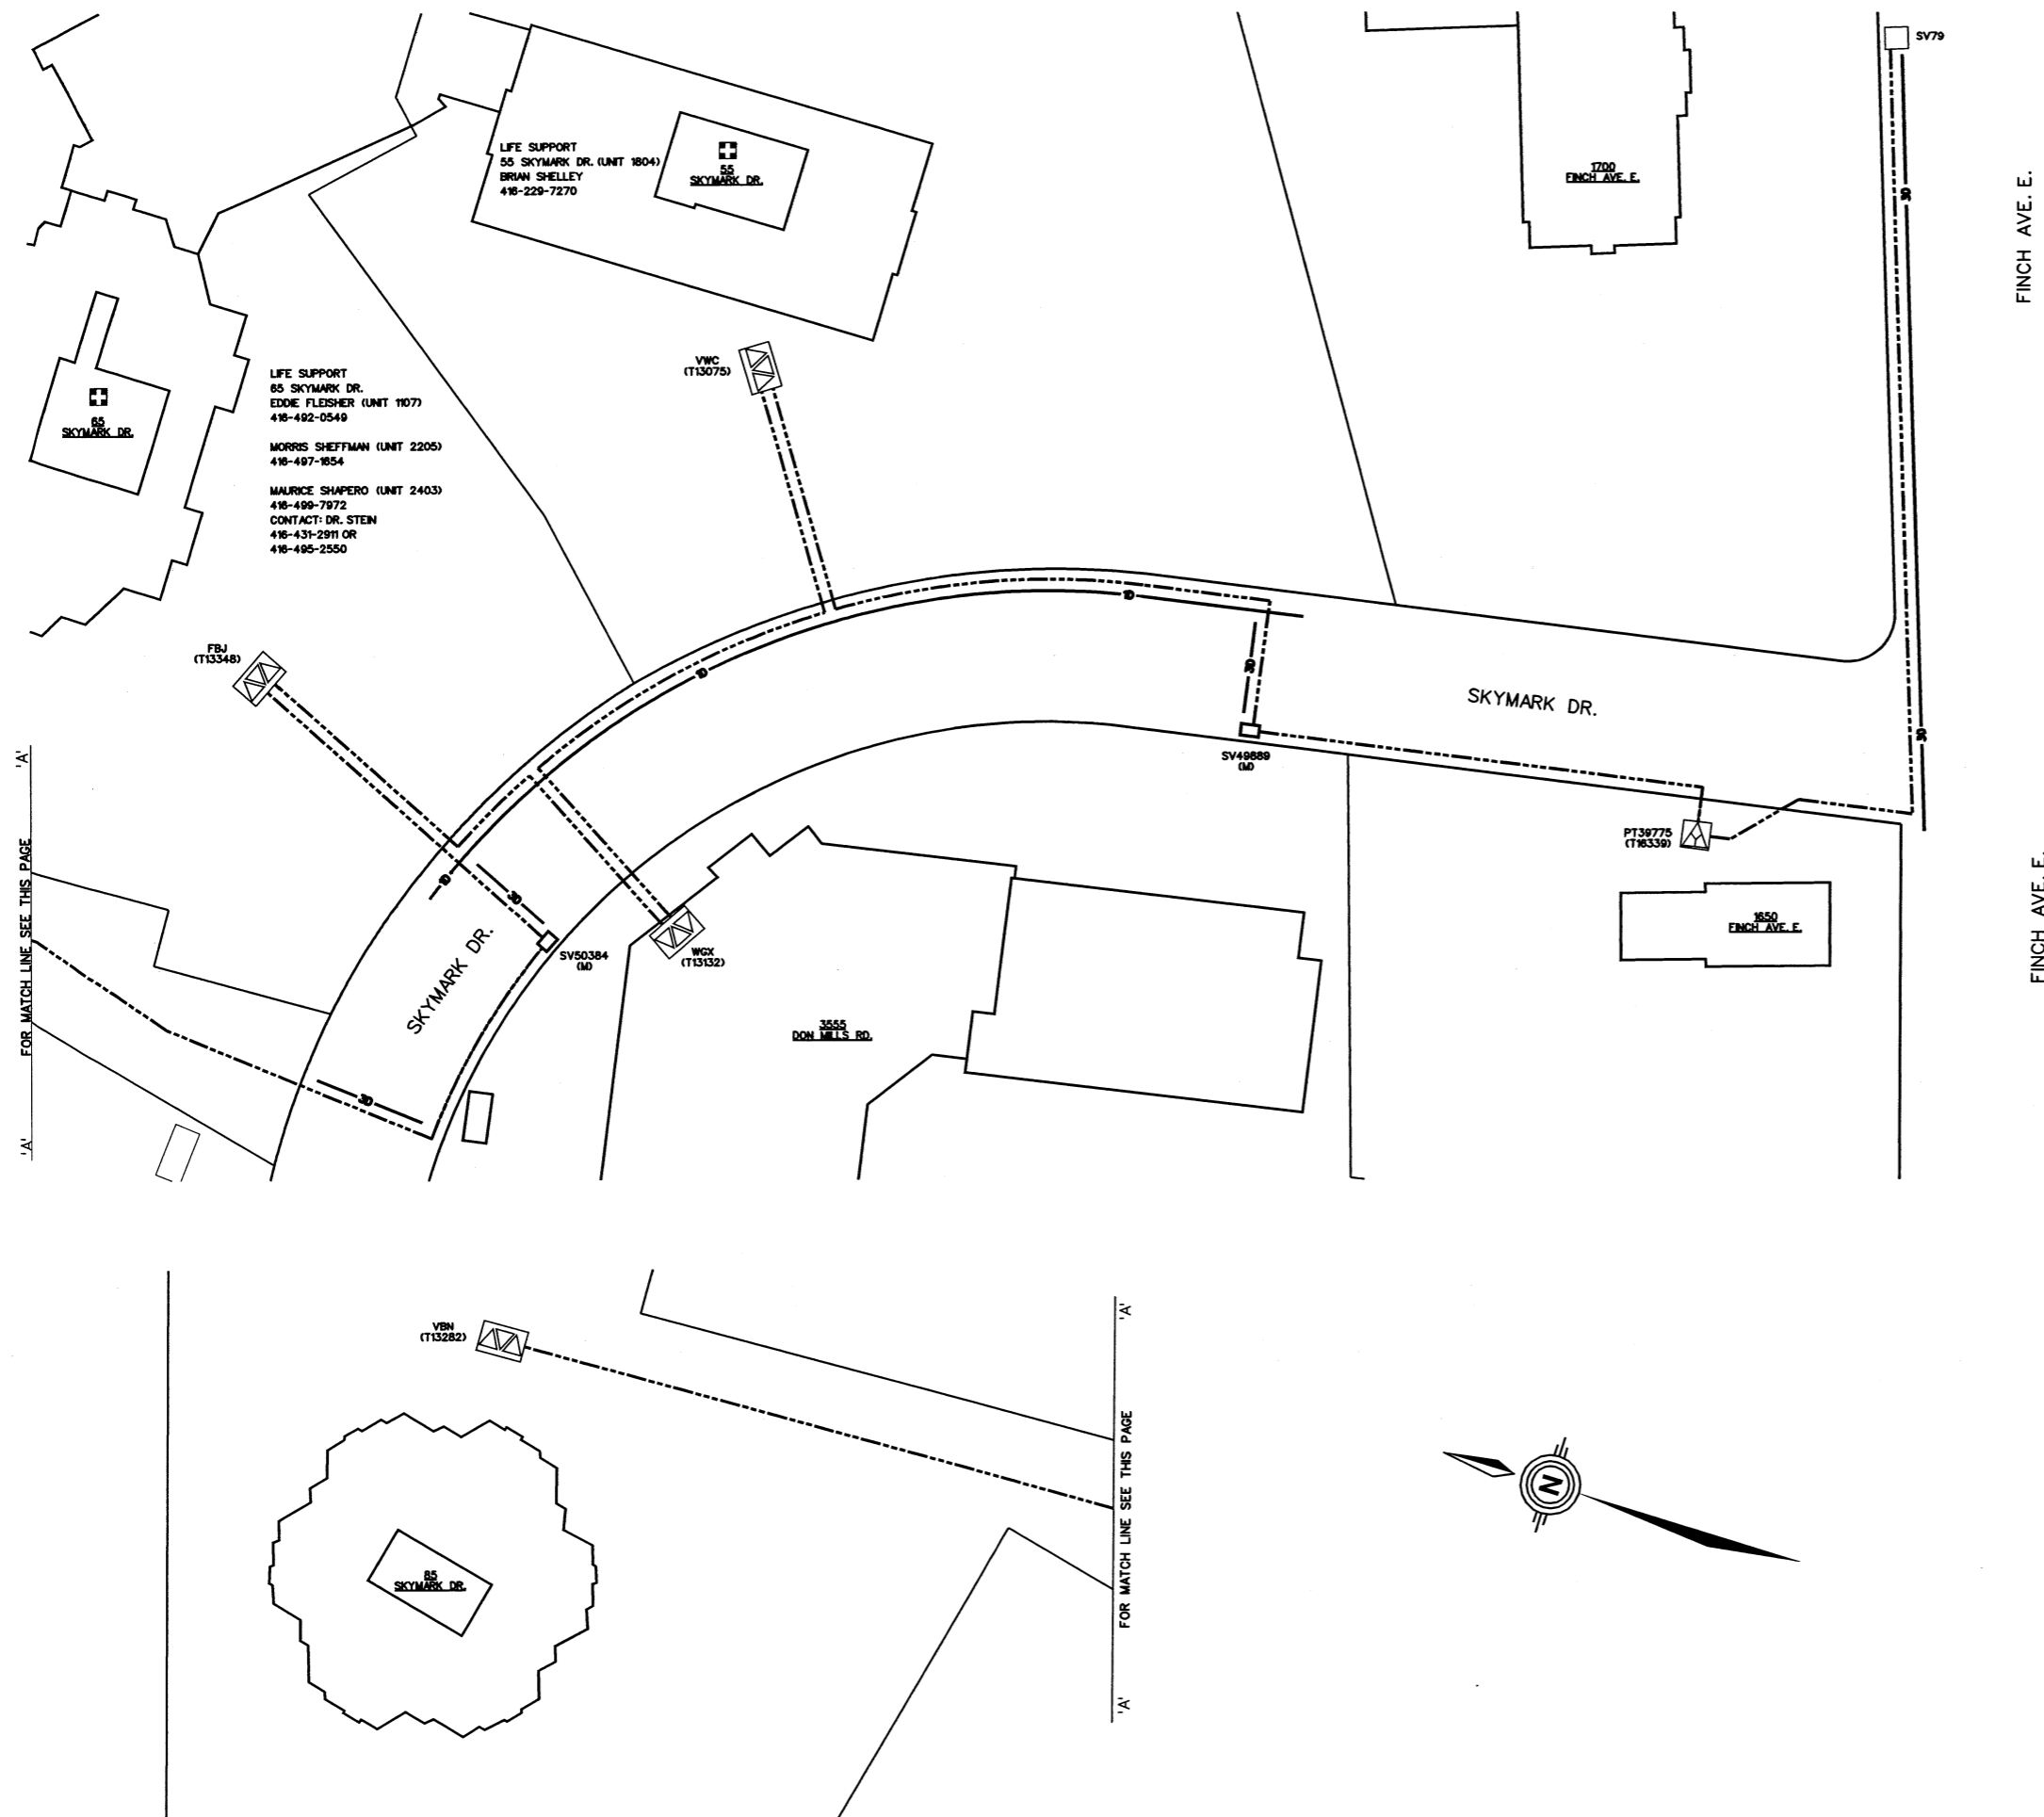 SV79
FINCH AVE. E.
LIFE SUPPORT
55 SKYMARK DR. (UNIT 1804)
BRIAN SHELLEY
416-229-7270
55
SKYMARK DR.
1700
FINCH AVE. E.
30
VWC
(T13075)
LIFE SUPPORT
65 SKYMARK DR.
EDDIE FLEISHER (UNIT 1107)
416-492-0549
MORRIS SHEFFMAN (UNIT 2205)
416-497-1654
MAURICE SHAPERO (UNIT 2403)
416-499-7972
CONTACT: DR. STEIN
416-431-2911 OR
416-495-2550
65
SKYMARK DR.
FBJ
(T13348)
SKYMARK DR.
30
30
SV49889
(M)
PT39775
(T16339)
1650
FINCH AVE. E.
FINCH AVE. E.
'A'
FOR MATCH LINE SEE THIS PAGE
'A'
30
SV50384
(M)
WGX
(T13132)
SKYMARK DR.
3555
DON MILLS RD.
30
VBN
(T13282)
'A'
FOR MATCH LINE SEE THIS PAGE
'A'
85
SKYMARK DR.
N